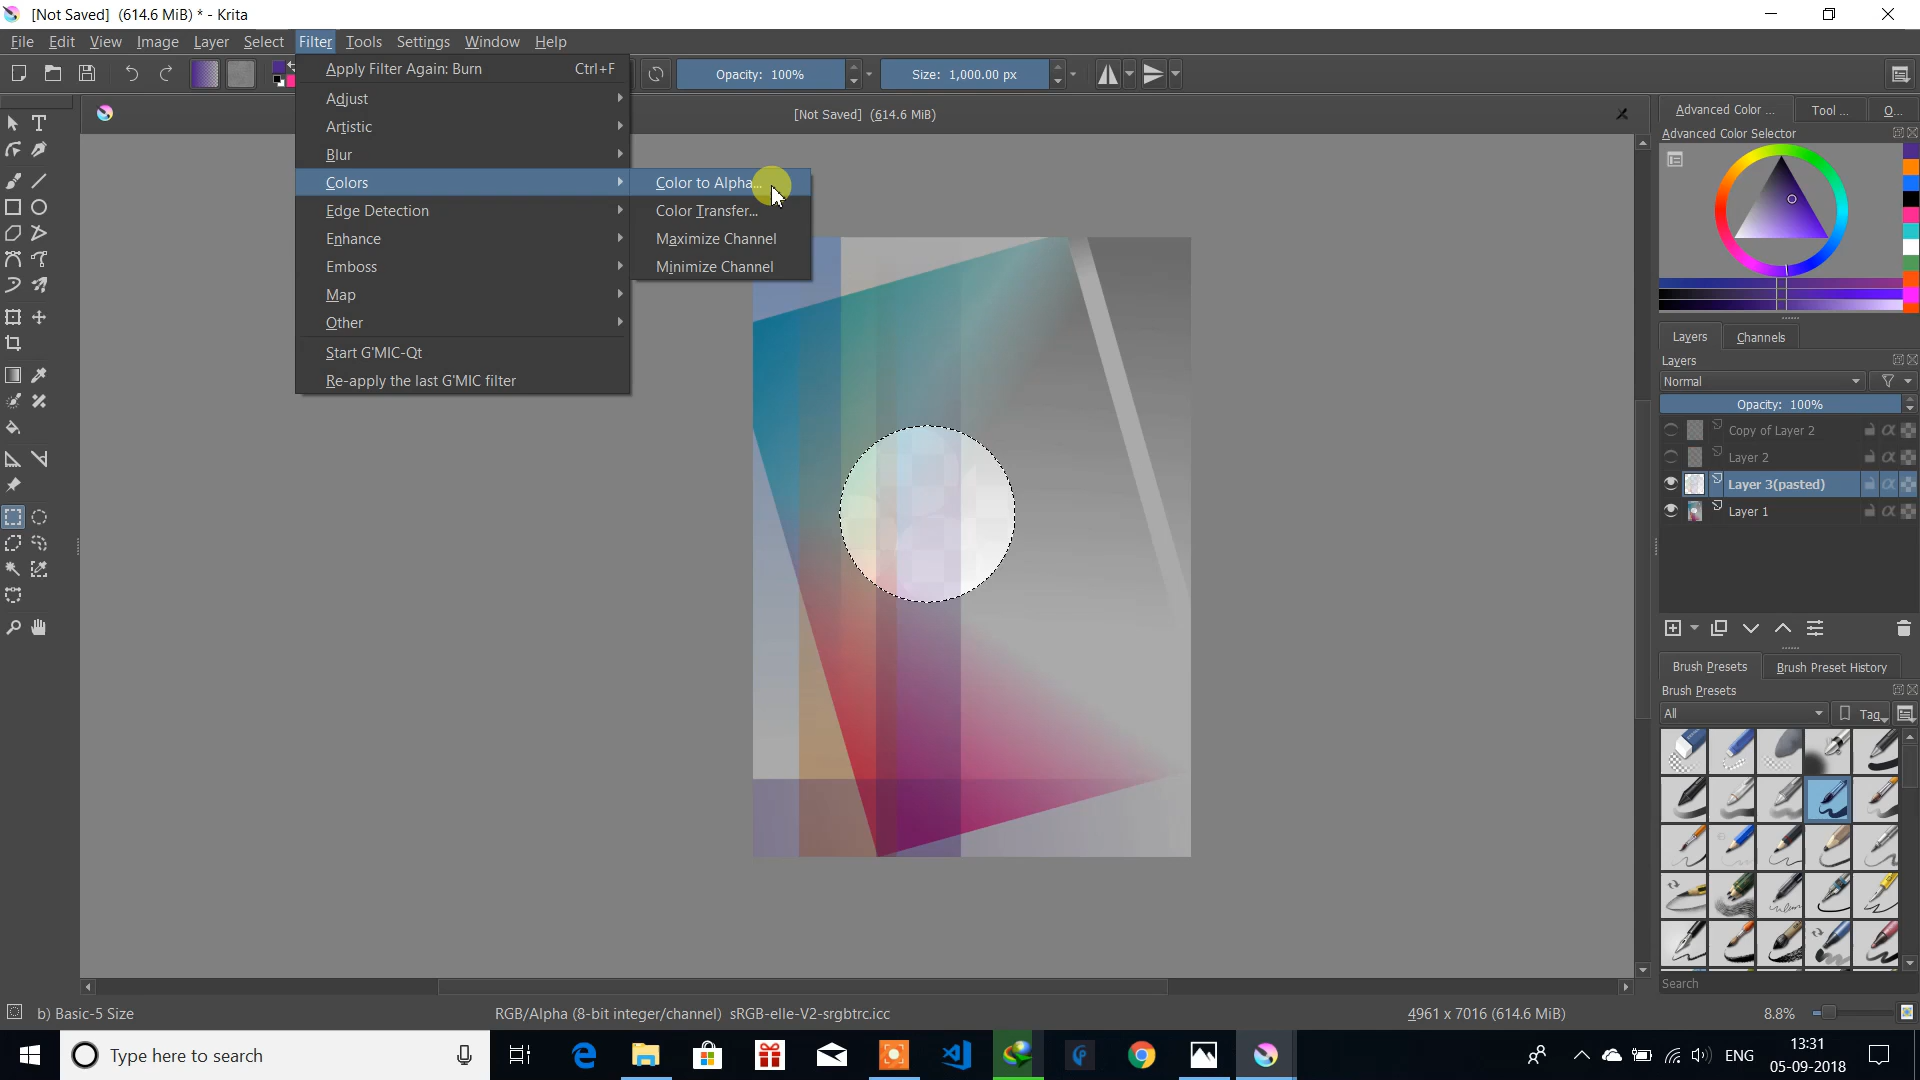 [Not Saved] (614.6 MiB) * - Krita
File Edit View Image Layer Select Filter Tools Settings Window Help
Opacity: 100%
Size: 1,000.00 px
Apply Filter Again: Burn Ctrl+F
Adjust
Artistic
Blur
Colors
Edge Detection
Enhance
Emboss
Map
Other
Start G'MIC-Qt
Re-apply the last G'MIC filter
Color to Alpha...
Color Transfer...
Maximize Channel
Minimize Channel
[Not Saved] (614.6 MiB)
Advanced Color ... Tool ... O...
Advanced Color Selector
Layers Channels
Layers
Normal
Opacity: 100%
Copy of Layer 2
Layer 2
Layer 3(pasted)
Layer 1
Brush Presets Brush Preset History
Brush Presets
All Tag
Search
b) Basic-5 Size
RGB/Alpha (8-bit integer/channel) sRGB-elle-V2-srgbtrc.icc
4961 x 7016 (614.6 MiB)
8.8%
Type here to search
ENG
13:31
05-09-2018